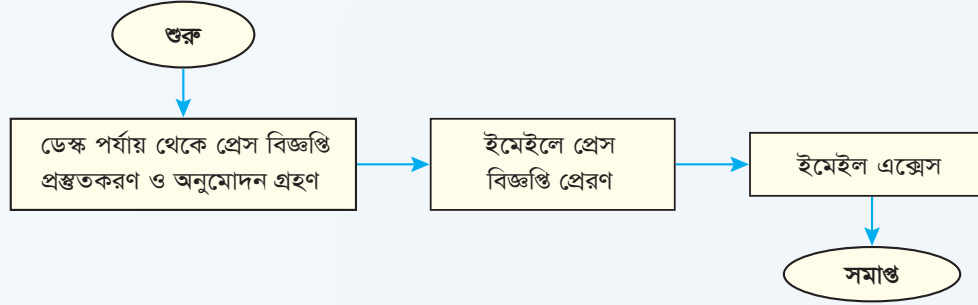 শুরু
ডেস্ক পর্যায় থেকে প্রেস বিজ্ঞপ্তি
প্রস্তুতকরণ ও অনুমোদন গ্রহণ
ইমেইলে প্রেস
বিজ্ঞপ্তি প্রেরণ
ইমেইল এক্সেস
সমাপ্ত